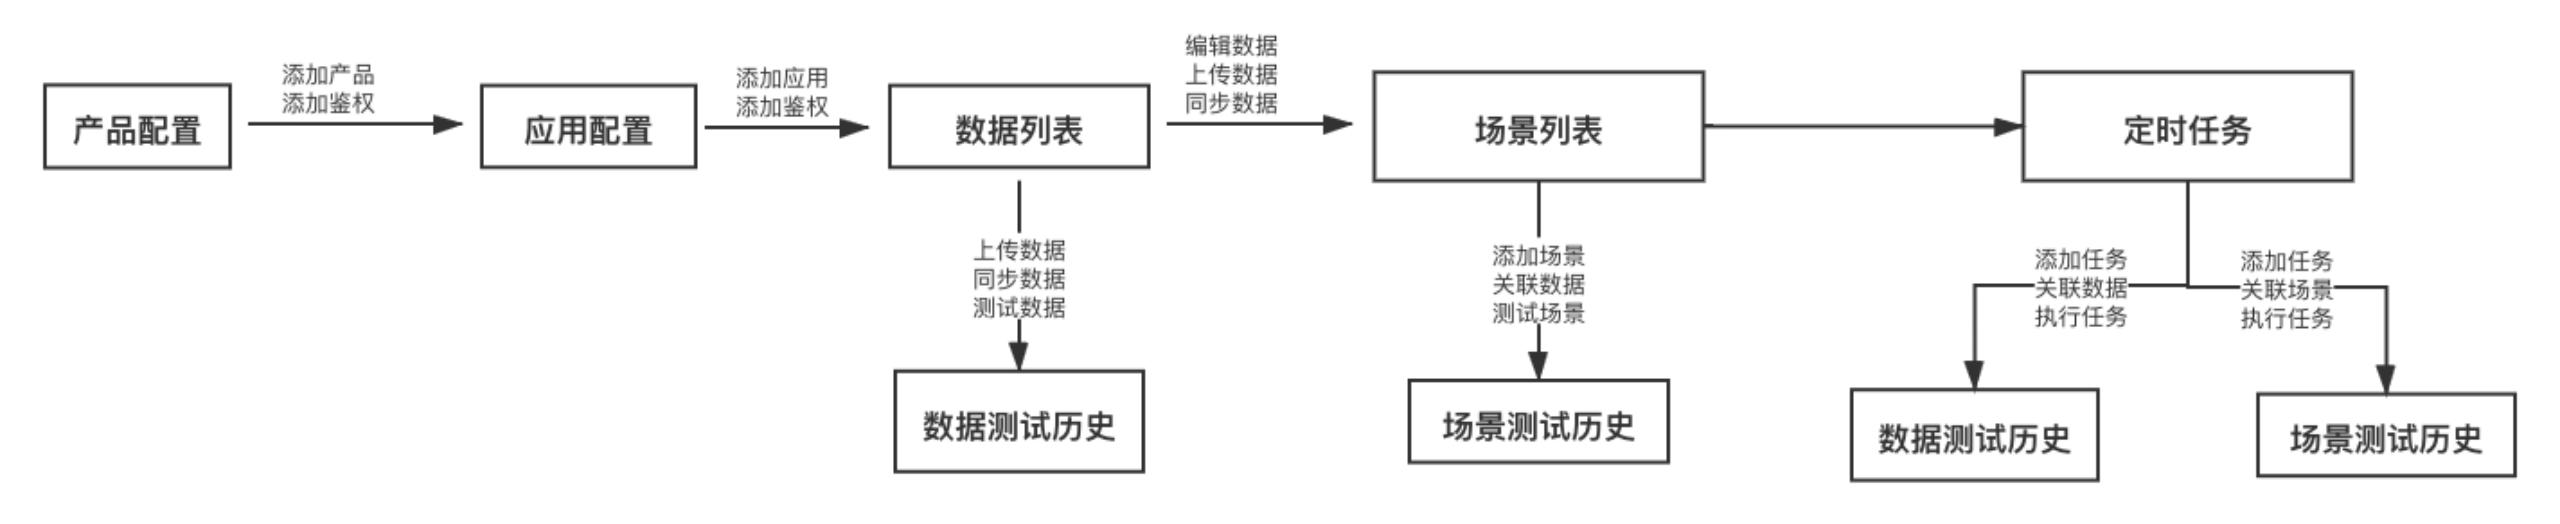 产品配置
添加产品
添加鉴权
应用配置
添加应用
添加鉴权
数据列表
编辑数据
上传数据
同步数据
场景列表
定时任务
上传数据
同步数据
测试数据
添加场景
关联数据
测试场景
添加任务
关联数据
执行任务
添加任务
关联场景
执行任务
数据测试历史
场景测试历史
数据测试历史
场景测试历史